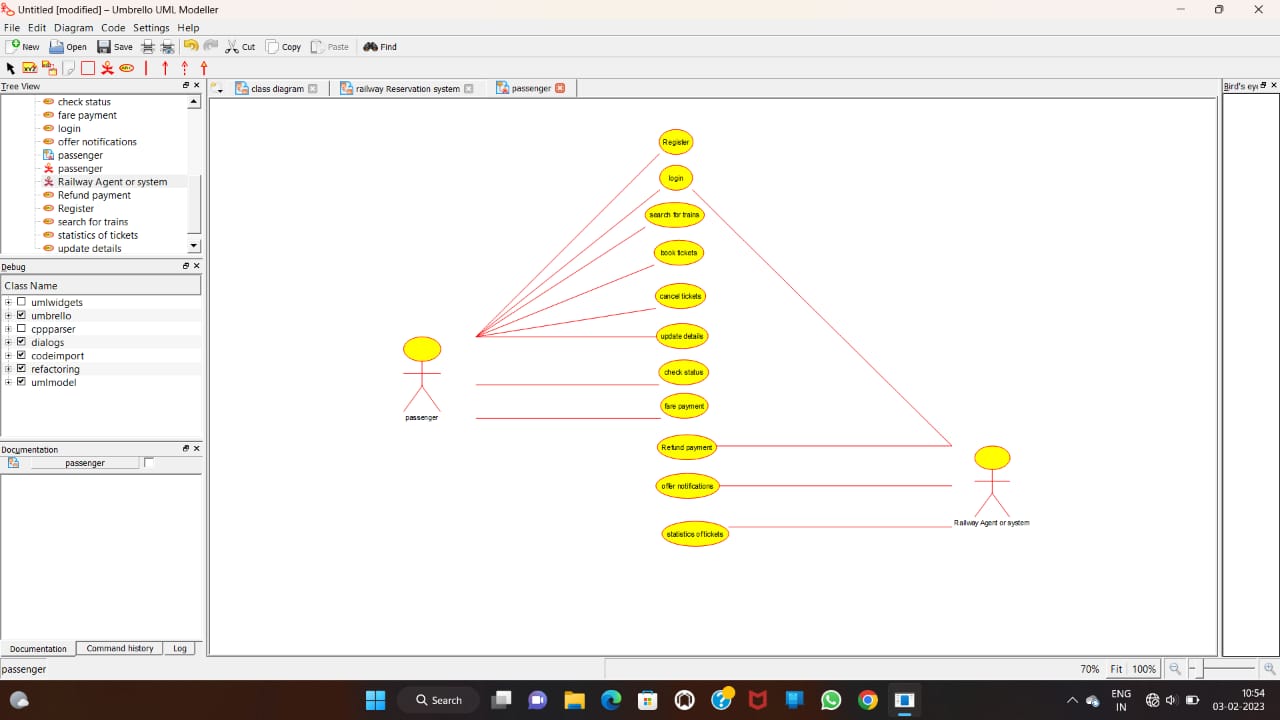 Untitled [modified] – Umbrello UML Modeller
File Edit Diagram Code Settings Help
New Open Save Cut Copy Paste Find
Tree View
check status
fare payment
login
offer notifications
passenger
passenger
Railway Agent or system
Refund payment
Register
search for trains
statistics of tickets
update details
Debug
Class Name
umlwidgets
umbrello
cppparser
dialogs
codeimport
refactoring
umlmodel
Documentation
passenger
Documentation Command history Log
passenger
class diagram railway Reservation system passenger
Register
login
search for trains
book tickets
cancel tickets
update details
check status
fare payment
Refund payment
offer notifications
statistics of tickets
passenger
Railway Agent or system
Bird's eye
70% Fit 100%
Search
ENG
IN
10:54
03-02-2023